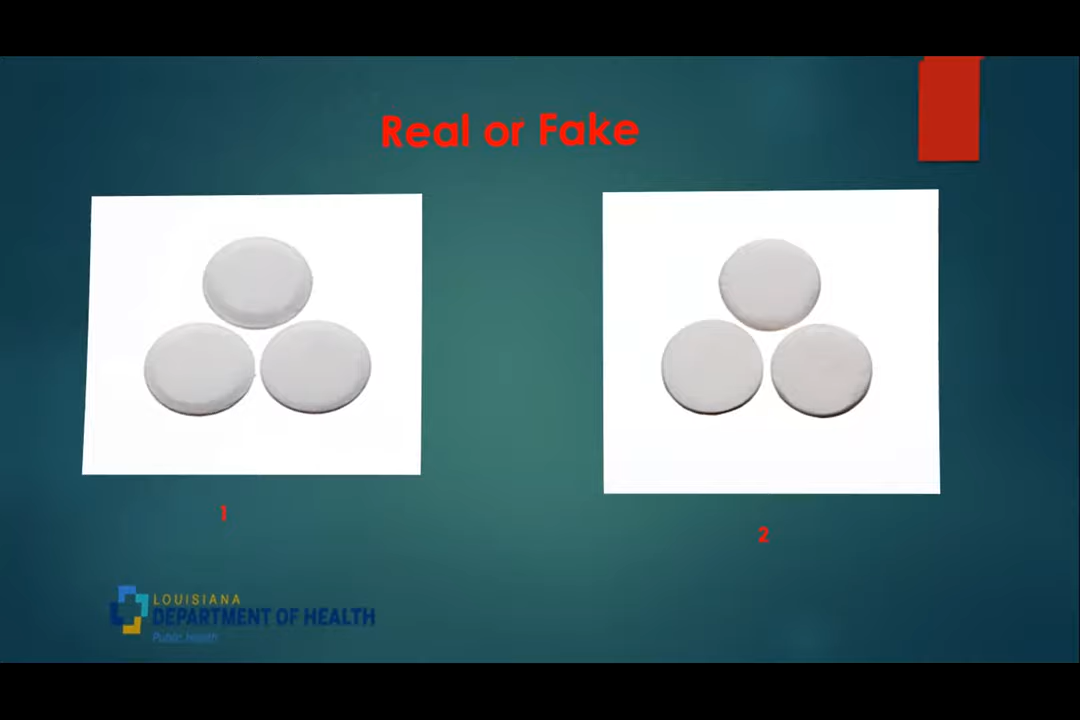 Real or Fake
1
2
LOUISIANA
DEPARTMENT OF HEALTH
Public Health